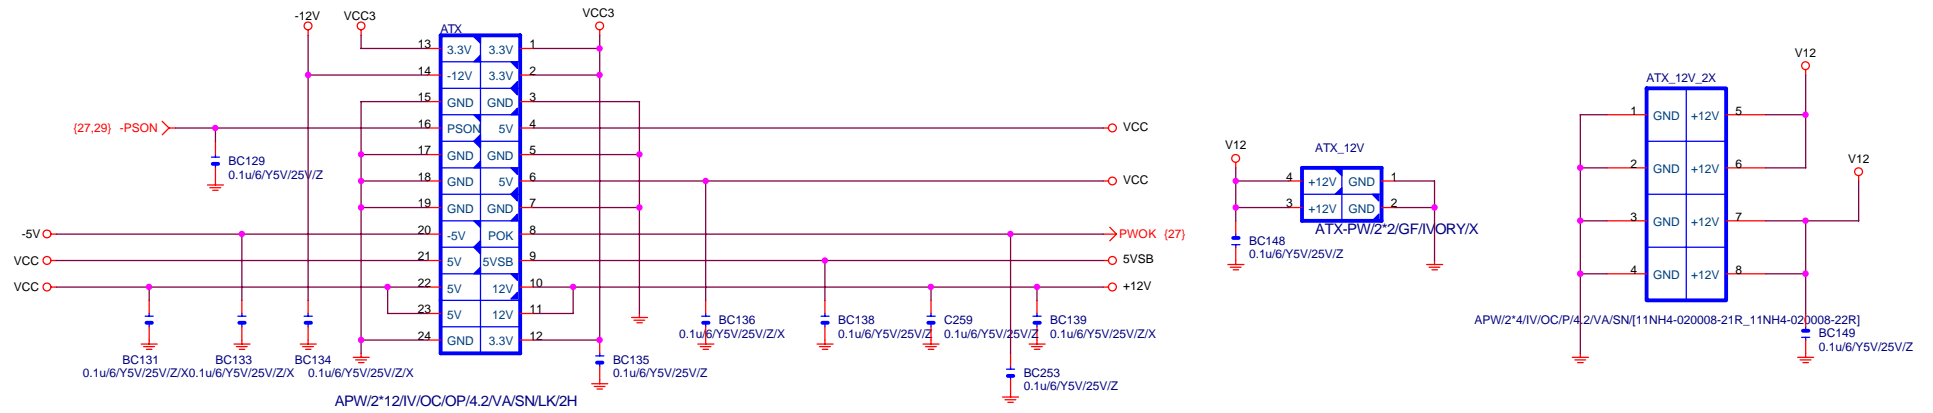 -12V
VCC3
ATX
VCC3
13 3.3V 3.3V 1
14 -12V 3.3V 2
15 GND GND 3
{27,29} -PSON 16 PSON 5V 4 VCC
17 GND GND 5
18 GND 5V 6 VCC
19 GND GND 7
-5V 20 -5V POK 8 PWOK {27}
VCC 21 5V 5VSB 9 5VSB
VCC 22 5V 12V 10 +12V
23 5V 12V 11
24 GND 3.3V 12
BC129
0.1u/6/Y5V/25V/Z
BC131
0.1u/6/Y5V/25V/Z/X
BC133
0.1u/6/Y5V/25V/Z/X
BC134
0.1u/6/Y5V/25V/Z/X
BC135
0.1u/6/Y5V/25V/Z
BC136
0.1u/6/Y5V/25V/Z/X
BC138
0.1u/6/Y5V/25V/Z
C259
0.1u/6/Y5V/25V/Z
BC139
0.1u/6/Y5V/25V/Z/X
BC253
0.1u/6/Y5V/25V/Z
APW/2*12/IV/OC/OP/4.2/VA/SN/LK/2H
V12
ATX_12V
4 +12V GND 1
3 +12V GND 2
ATX-PW/2*2/GF/IVORY/X
BC148
0.1u/6/Y5V/25V/Z
V12
ATX_12V_2X
1 GND +12V 5
2 GND +12V 6
V12
3 GND +12V 7
4 GND +12V 8
APW/2*4/IV/OC/P/4.2/VA/SN/[11NH4-020008-21R_11NH4-020008-22R]
BC149
0.1u/6/Y5V/25V/Z